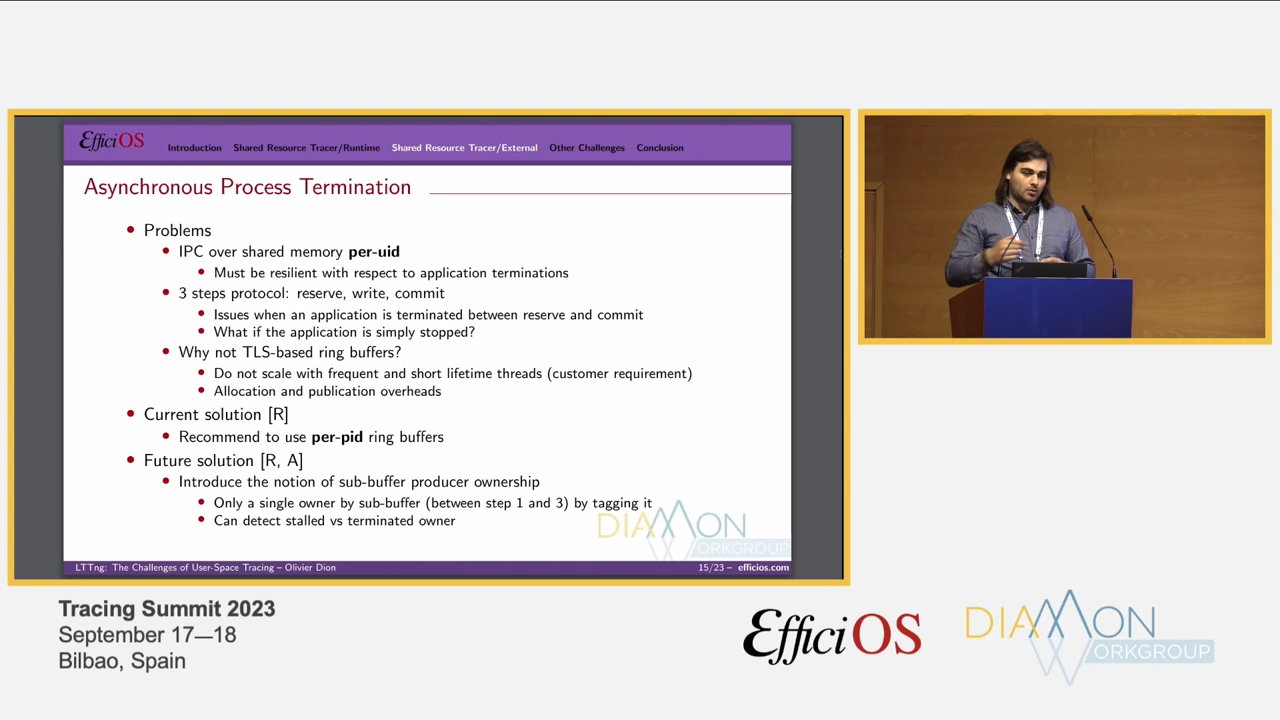 EfficiOS
Introduction Shared Resource Tracer/Runtime Shared Resource Tracer/External Other Challenges Conclusion
Asynchronous Process Termination
• Problems
• IPC over shared memory per-uid
• Must be resilient with respect to application terminations
• 3 steps protocol: reserve, write, commit
• Issues when an application is terminated between reserve and commit
• What if the application is simply stopped?
• Why not TLS-based ring buffers?
• Do not scale with frequent and short lifetime threads (customer requirement)
• Allocation and publication overheads
• Current solution [R]
• Recommend to use per-pid ring buffers
• Future solution [R, A]
• Introduce the notion of sub-buffer producer ownership
• Only a single owner by sub-buffer (between step 1 and 3) by tagging it
• Can detect stalled vs terminated owner
DIAMON
WORKGROUP
LTTng: The Challenges of User-Space Tracing – Olivier Dion 15/23 – efficios.com
Tracing Summit 2023
September 17—18
Bilbao, Spain
EfficiOS
DIAMON
WORKGROUP